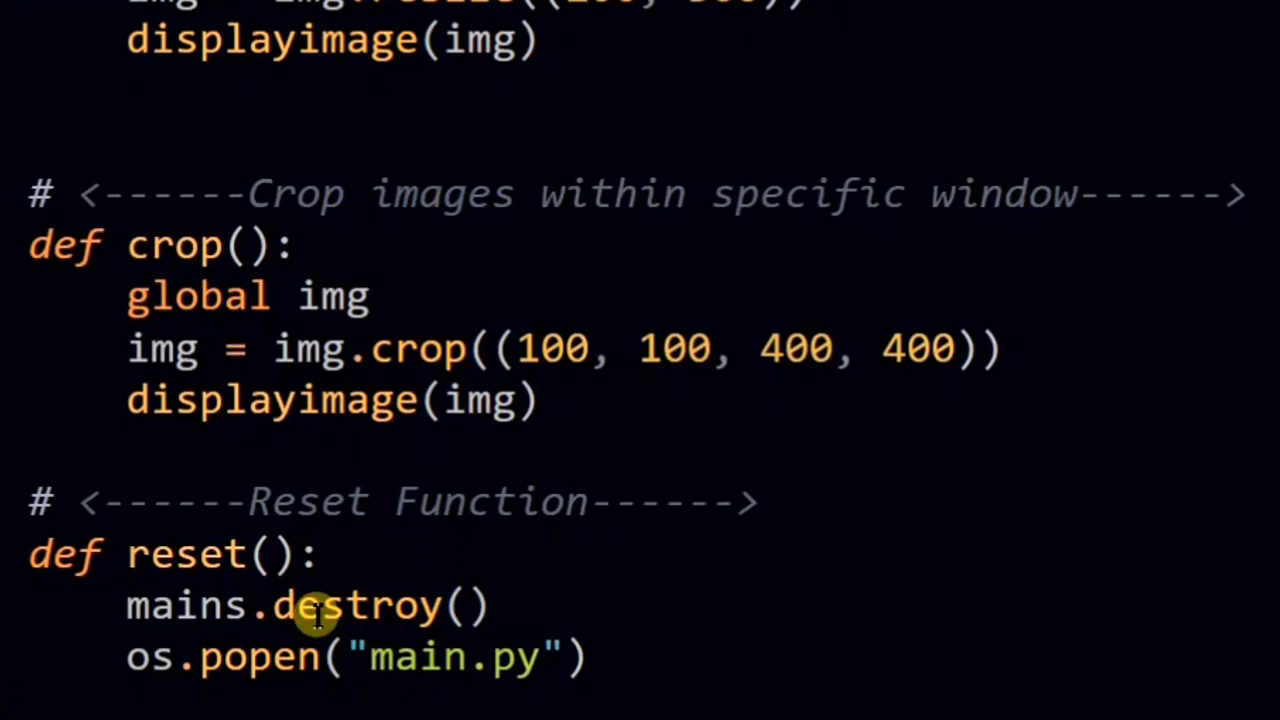 displayimage(img)
# <------Crop images within specific window------>
def crop():
global img
img = img.crop((100, 100, 400, 400))
displayimage(img)
# <------Reset Function------>
def reset():
mains.destroy()
os.popen("main.py")